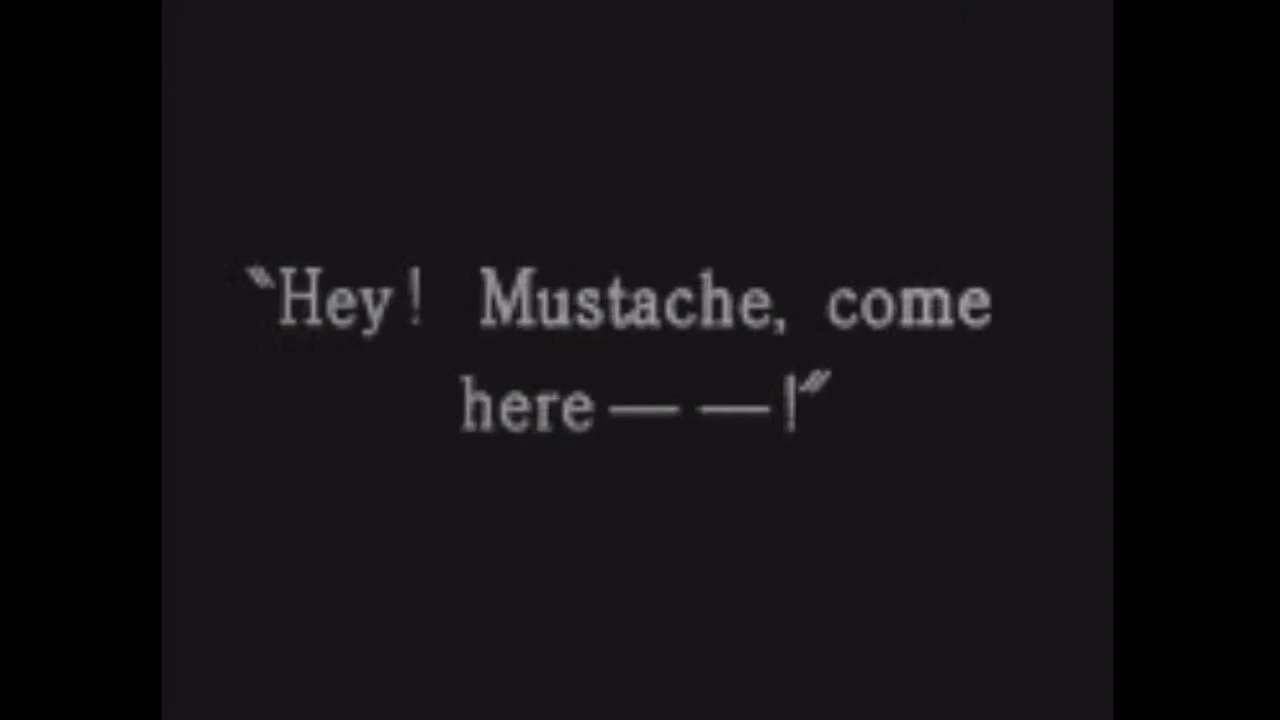 “Hey! Mustache, come
here — — !”